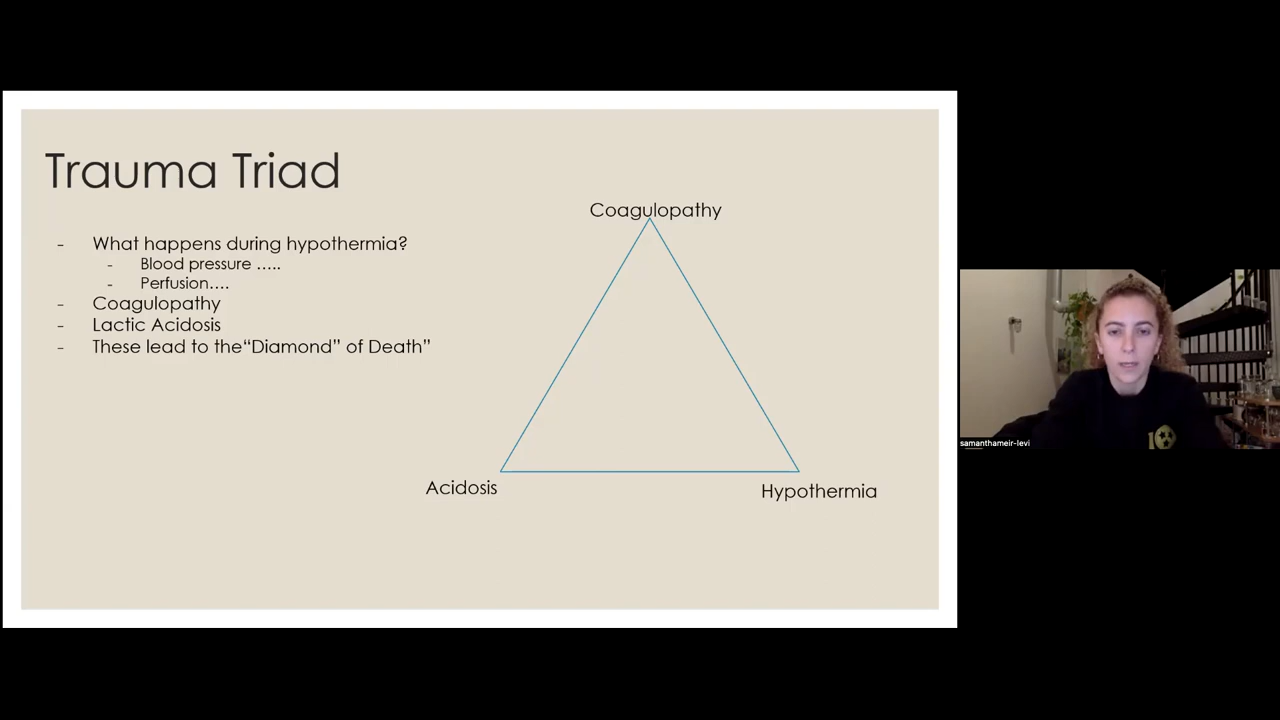 Trauma Triad
- What happens during hypothermia?
- Blood pressure .....
- Perfusion....
- Coagulopathy
- Lactic Acidosis
- These lead to the“Diamond” of Death”
Coagulopathy
Acidosis
Hypothermia
samanthameir-levi